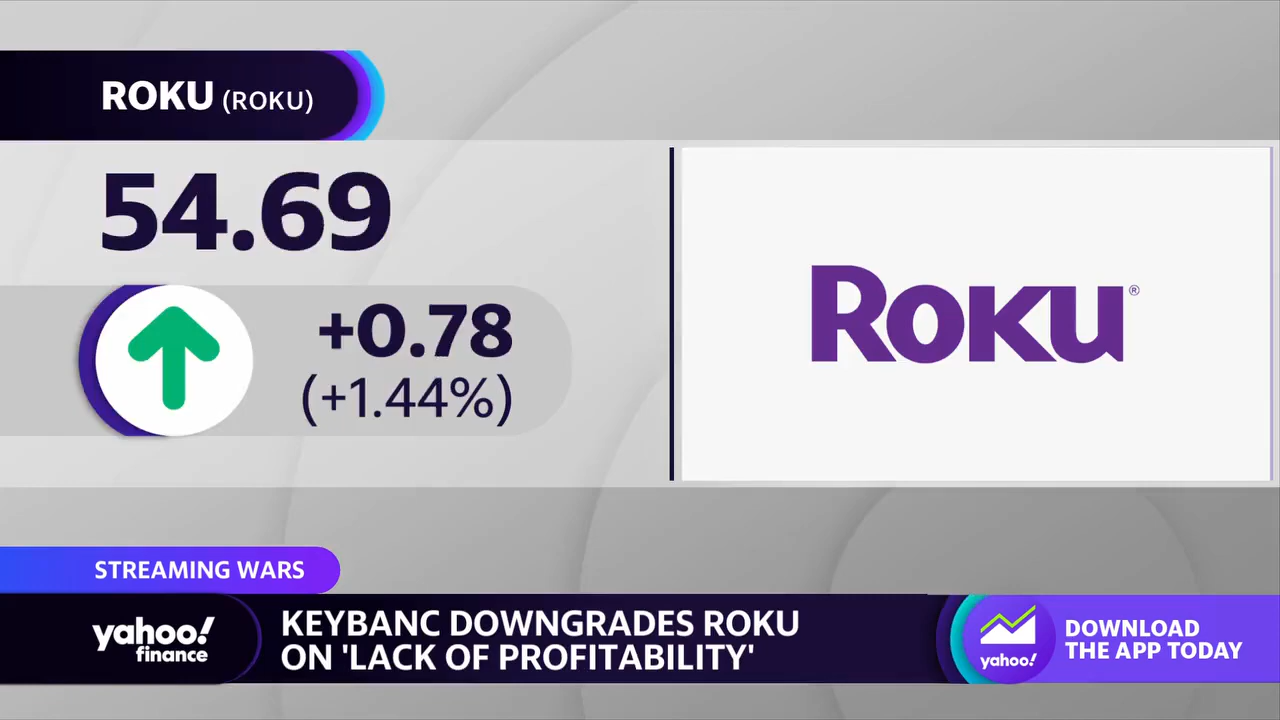 ROKU (ROKU)
54.69
+0.78
(+1.44%)
ROKU®
STREAMING WARS
yahoo!
finance
KEYBANC DOWNGRADES ROKU
ON 'LACK OF PROFITABILITY'
yahoo!
DOWNLOAD
THE APP TODAY